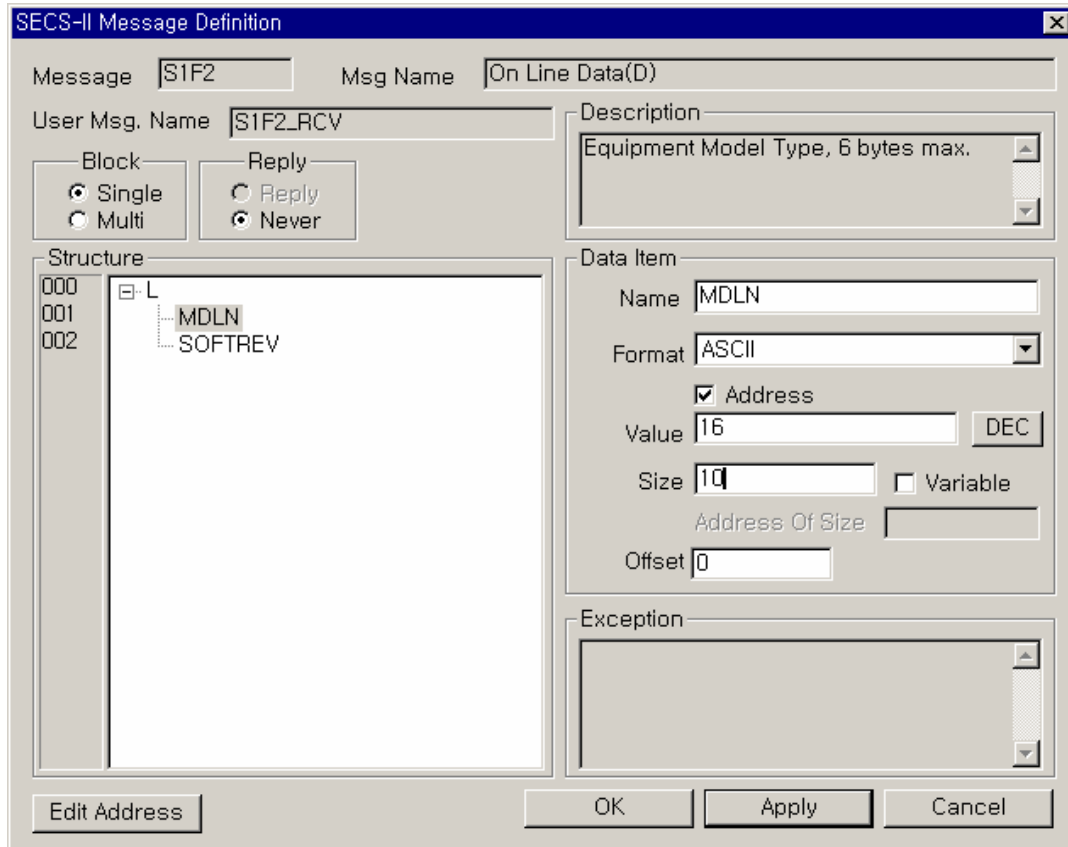 SECS-II Message Definition
Message S1F2 Msg Name On Line Data(D)
User Msg. Name S1F2_RCV
Block
Single
Multi
Reply
Reply
Never
Description
Equipment Model Type, 6 bytes max.
Structure
000 L
001 MDLN
002 SOFTREV
Data Item
Name MDLN
Format ASCII
Address
Value 16 DEC
Size 10 Variable
Address Of Size
Offset 0
Exception
Edit Address OK Apply Cancel